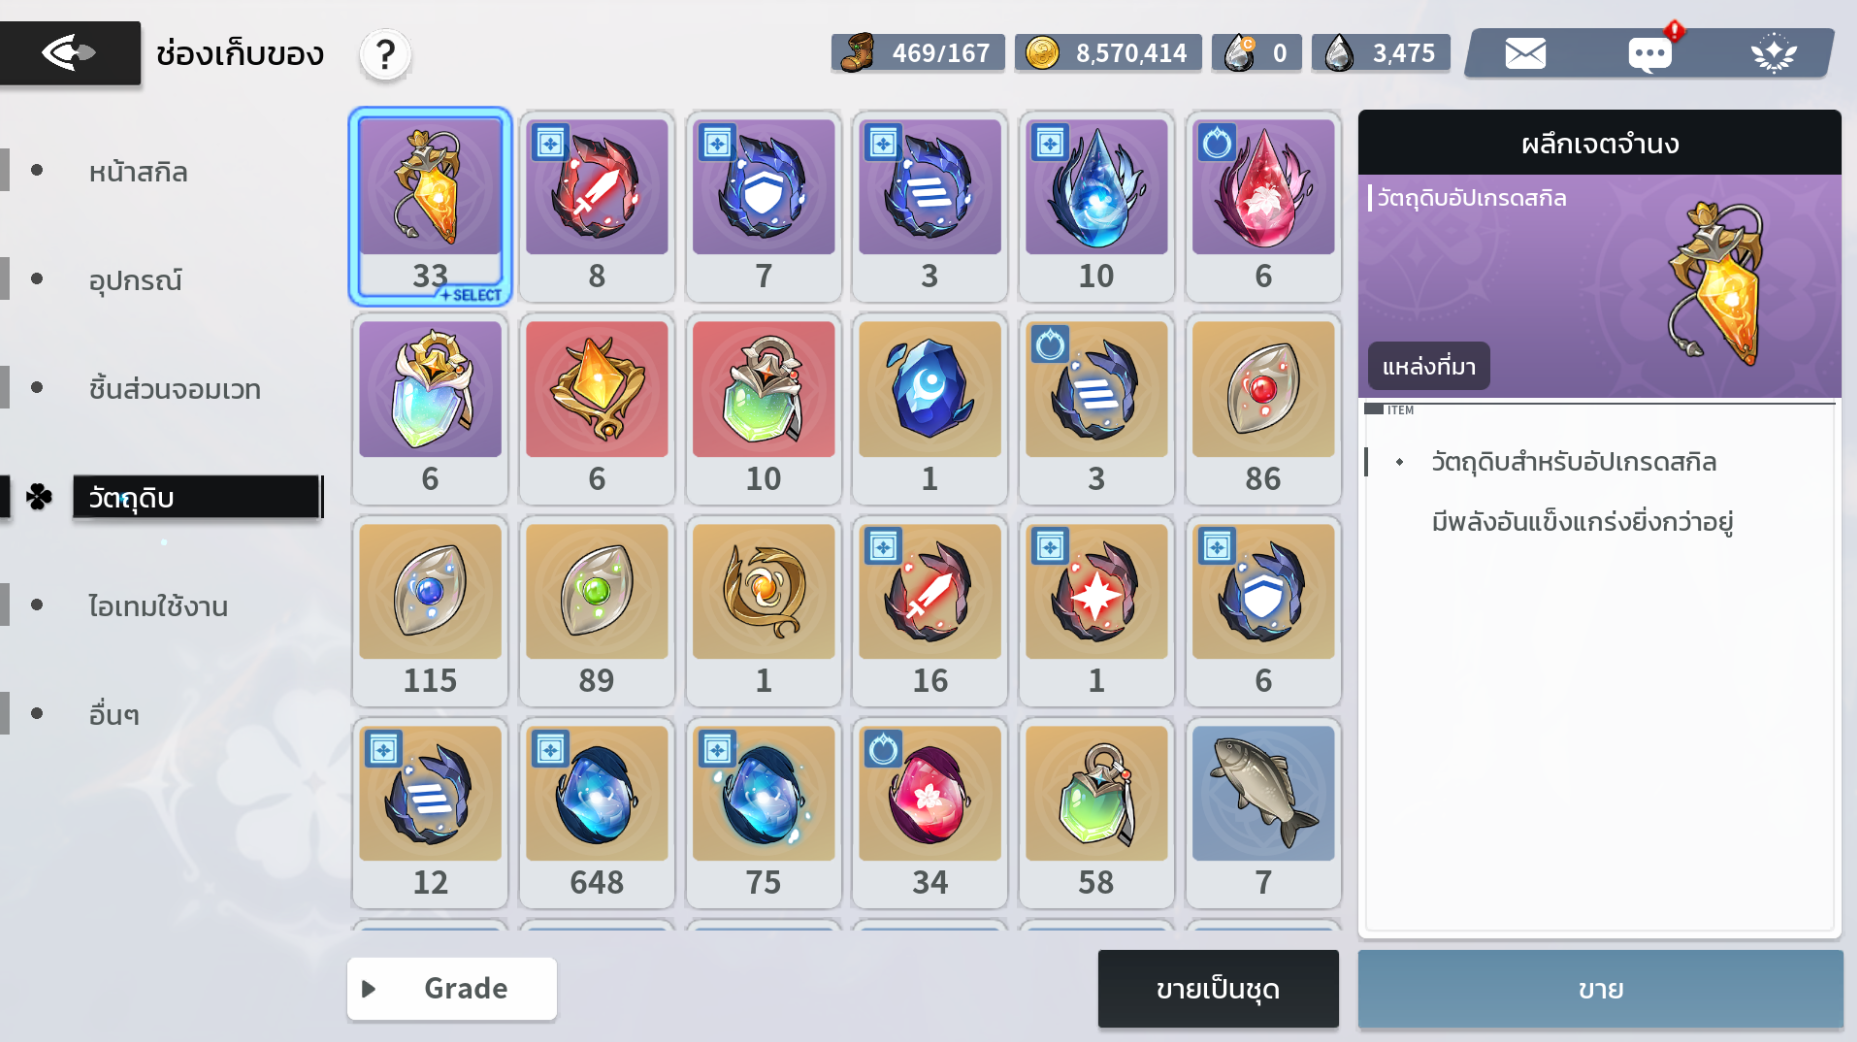 ช่องเก็บของ
?
469/167
8,570,414
0
3,475
หน้าสกิล
อุปกรณ์
ชิ้นส่วนจอมเวท
วัตถุดิบ
ไอเทมใช้งาน
อื่นๆ
33
SELECT
8
7
3
10
6
6
6
10
1
3
86
115
89
1
16
1
6
12
648
75
34
58
7
Grade
ขายเป็นชุด
ผลึกเจตจำนง
วัตถุดิบอัปเกรดสกิล
แหล่งที่มา
ITEM
วัตถุดิบสำหรับอัปเกรดสกิล
มีพลังอันแข็งแกร่งยิ่งกว่าอยู่
ขาย